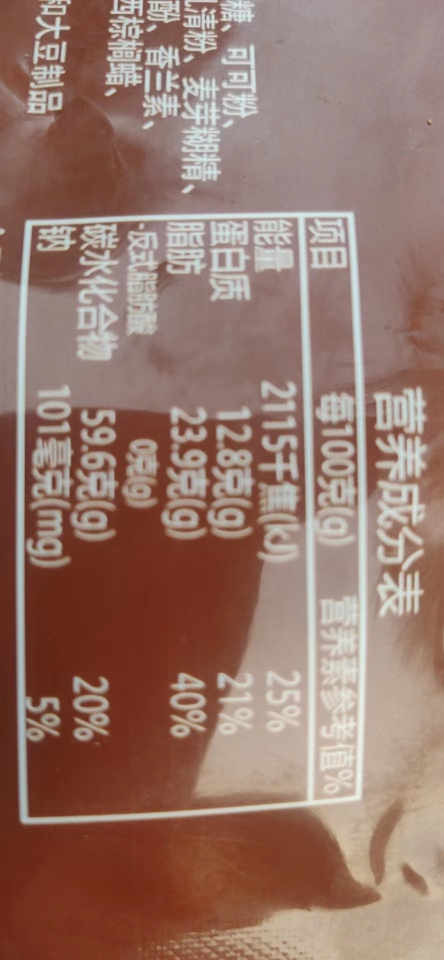 糖、可可粉、
清粉、麦芽糊精、
酚、香兰素、
西棕榈蜡、
和大豆制品
营养成分表
项目 每100克(g) 营养素参考值%
能量 2115千焦(kJ) 25%
蛋白质 12.8克(g) 21%
脂肪 23.9克(g) 40%
-反式脂肪酸 0克(g)
碳水化合物 59.6克(g) 20%
钠 101毫克(mg) 5%